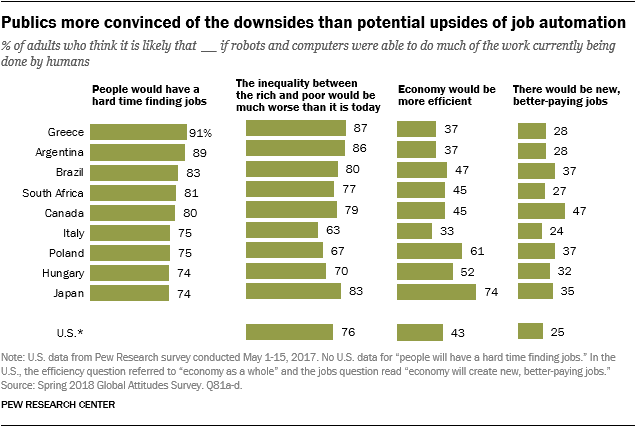 Publics more convinced of the downsides than potential upsides of job automation
% of adults who think it is likely that __ if robots and computers were able to do much of the work currently being
done by humans
People would have a
hard time finding jobs
The inequality between
the rich and poor would be
much worse than it is today
Economy would be
more efficient
There would be new,
better-paying jobs
Greece 91% 87 37 28
Argentina 89 86 37 28
Brazil 83 80 47 37
South Africa 81 77 45 27
Canada 80 79 45 47
Italy 75 63 33 24
Poland 75 67 61 37
Hungary 74 70 52 32
Japan 74 83 74 35
U.S.* 76 43 25
Note: U.S. data from Pew Research survey conducted May 1-15, 2017. No U.S. data for “people will have a hard time finding jobs.” In the
U.S., the efficiency question referred to “economy as a whole” and the jobs question read “economy will create new, better-paying jobs.”
Source: Spring 2018 Global Attitudes Survey. Q81a-d.
PEW RESEARCH CENTER